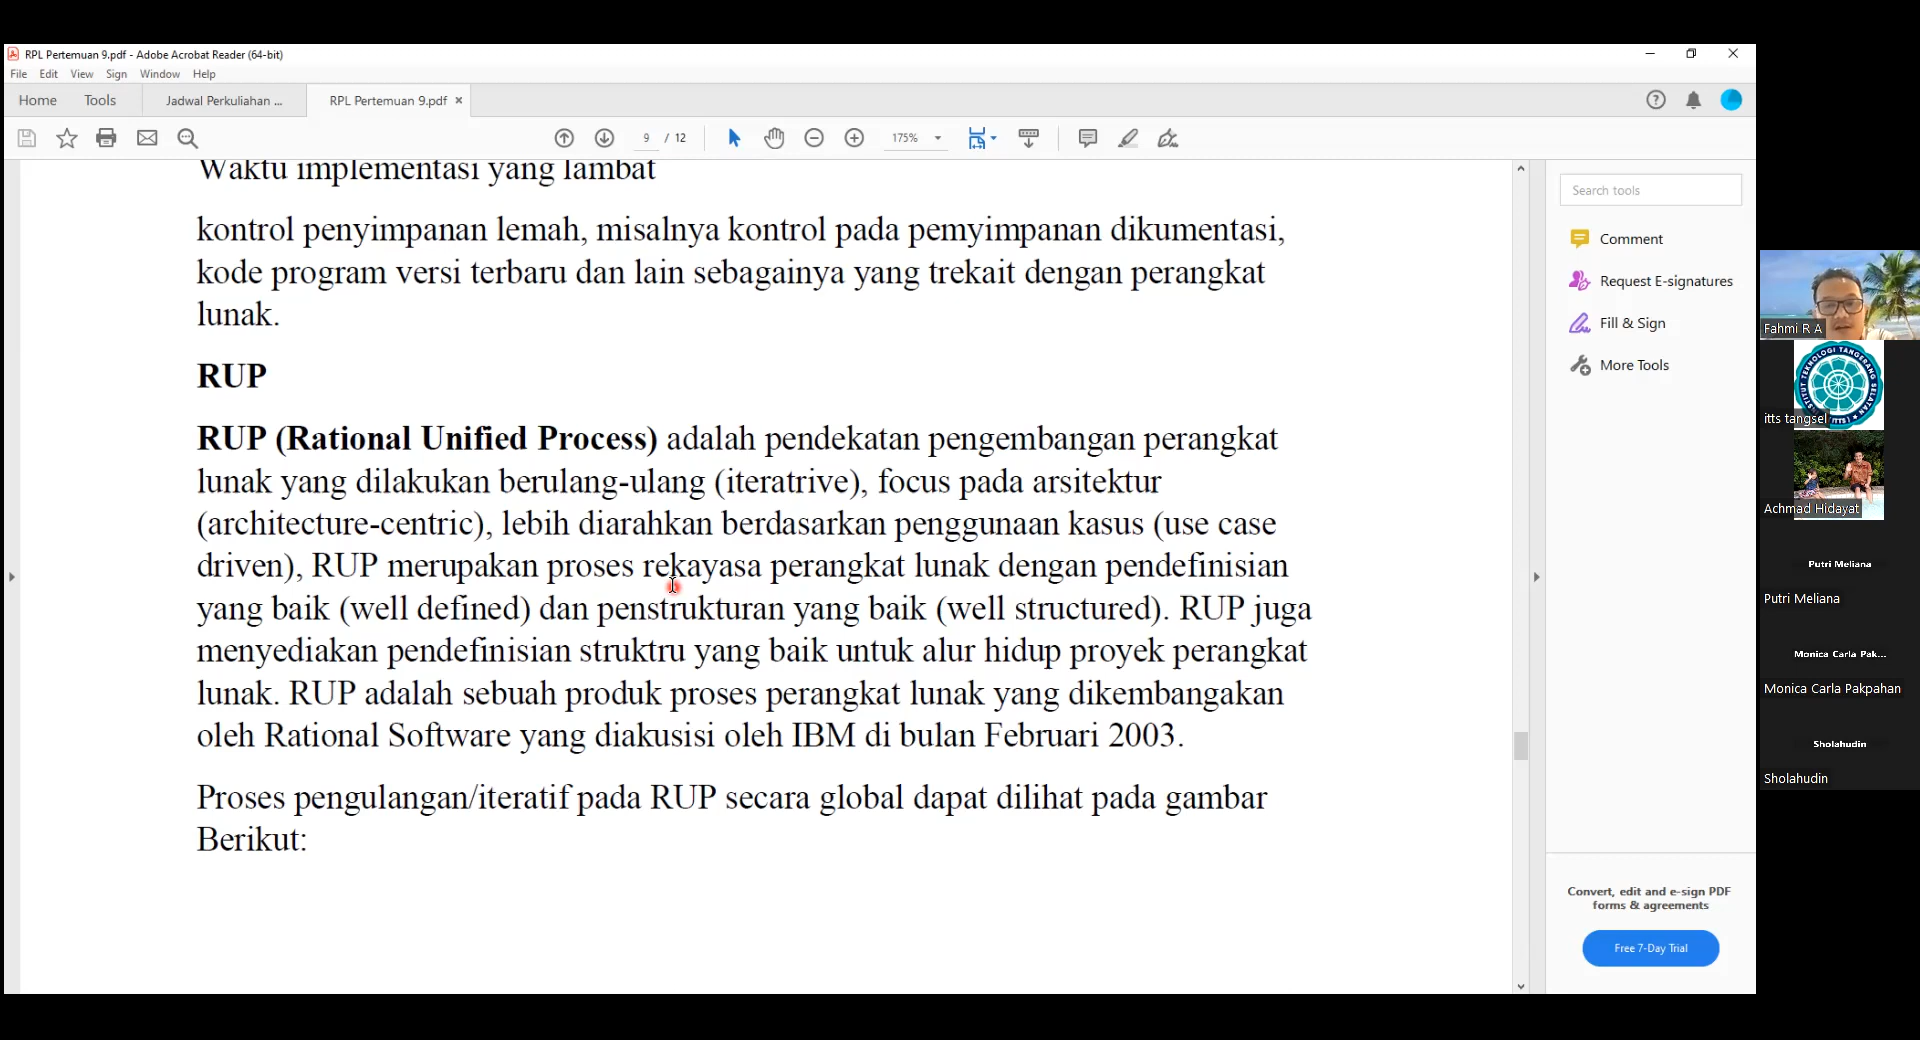 RPL Pertemuan 9.pdf - Adobe Acrobat Reader (64-bit)
File Edit View Sign Window Help
Home Tools Jadwal Perkuliahan ... RPL Pertemuan 9.pdf
9 / 12 175%
Waktu implementasi yang lambat
kontrol penyimpanan lemah, misalnya kontrol pada pemyimpanan dikumentasi,
kode program versi terbaru dan lain sebagainya yang trekait dengan perangkat
lunak.
RUP
RUP (Rational Unified Process) adalah pendekatan pengembangan perangkat
lunak yang dilakukan berulang-ulang (iteratrive), focus pada arsitektur
(architecture-centric), lebih diarahkan berdasarkan penggunaan kasus (use case
driven), RUP merupakan proses rekayasa perangkat lunak dengan pendefinisian
yang baik (well defined) dan penstrukturan yang baik (well structured). RUP juga
menyediakan pendefinisian struktru yang baik untuk alur hidup proyek perangkat
lunak. RUP adalah sebuah produk proses perangkat lunak yang dikembangakan
oleh Rational Software yang diakusisi oleh IBM di bulan Februari 2003.
Proses pengulangan/iteratif pada RUP secara global dapat dilihat pada gambar
Berikut:
Search tools
Comment
Request E-signatures
Fill & Sign
More Tools
Convert, edit and e-sign PDF
forms & agreements
Free 7-Day Trial
Fahmi R A
INSTITUT TEKNOLOGI TANGERANG SELATAN
itts tangsel
Achmad Hidayat
Putri Meliana
Putri Meliana
Monica Carla Pak...
Monica Carla Pakpahan
Sholahudin
Sholahudin